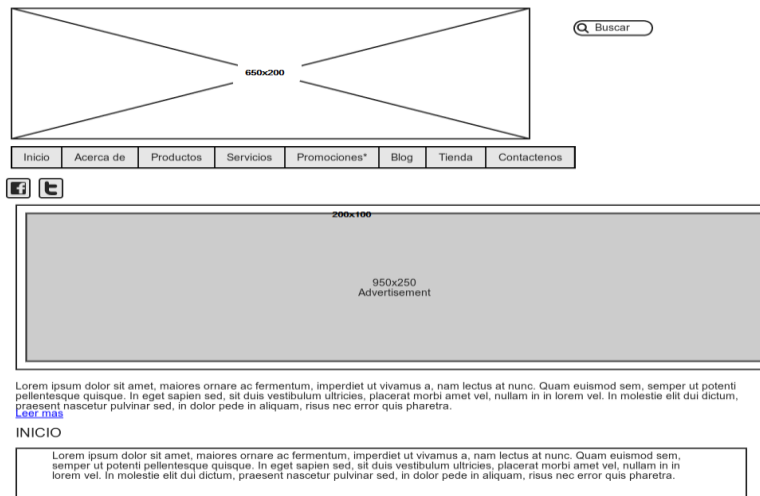 650x200
Buscar
Inicio
Acerca de
Productos
Servicios
Promociones*
Blog
Tienda
Contactenos
200x100
950x250
Advertisement
Lorem ipsum dolor sit amet, maiores ornare ac fermentum, imperdiet ut vivamus a, nam lectus at nunc. Quam euismod sem, semper ut potenti
pellentesque quisque. In eget sapien sed, sit duis vestibulum ultricies, placerat morbi amet vel, nullam in in lorem vel. In molestie elit dui dictum,
praesent nascetur pulvinar sed, in dolor pede in aliquam, risus nec error quis pharetra.
Leer mas
INICIO
Lorem ipsum dolor sit amet, maiores ornare ac fermentum, imperdiet ut vivamus a, nam lectus at nunc. Quam euismod sem,
semper ut potenti pellentesque quisque. In eget sapien sed, sit duis vestibulum ultricies, placerat morbi amet vel, nullam in in
lorem vel. In molestie elit dui dictum, praesent nascetur pulvinar sed, in dolor pede in aliquam, risus nec error quis pharetra.